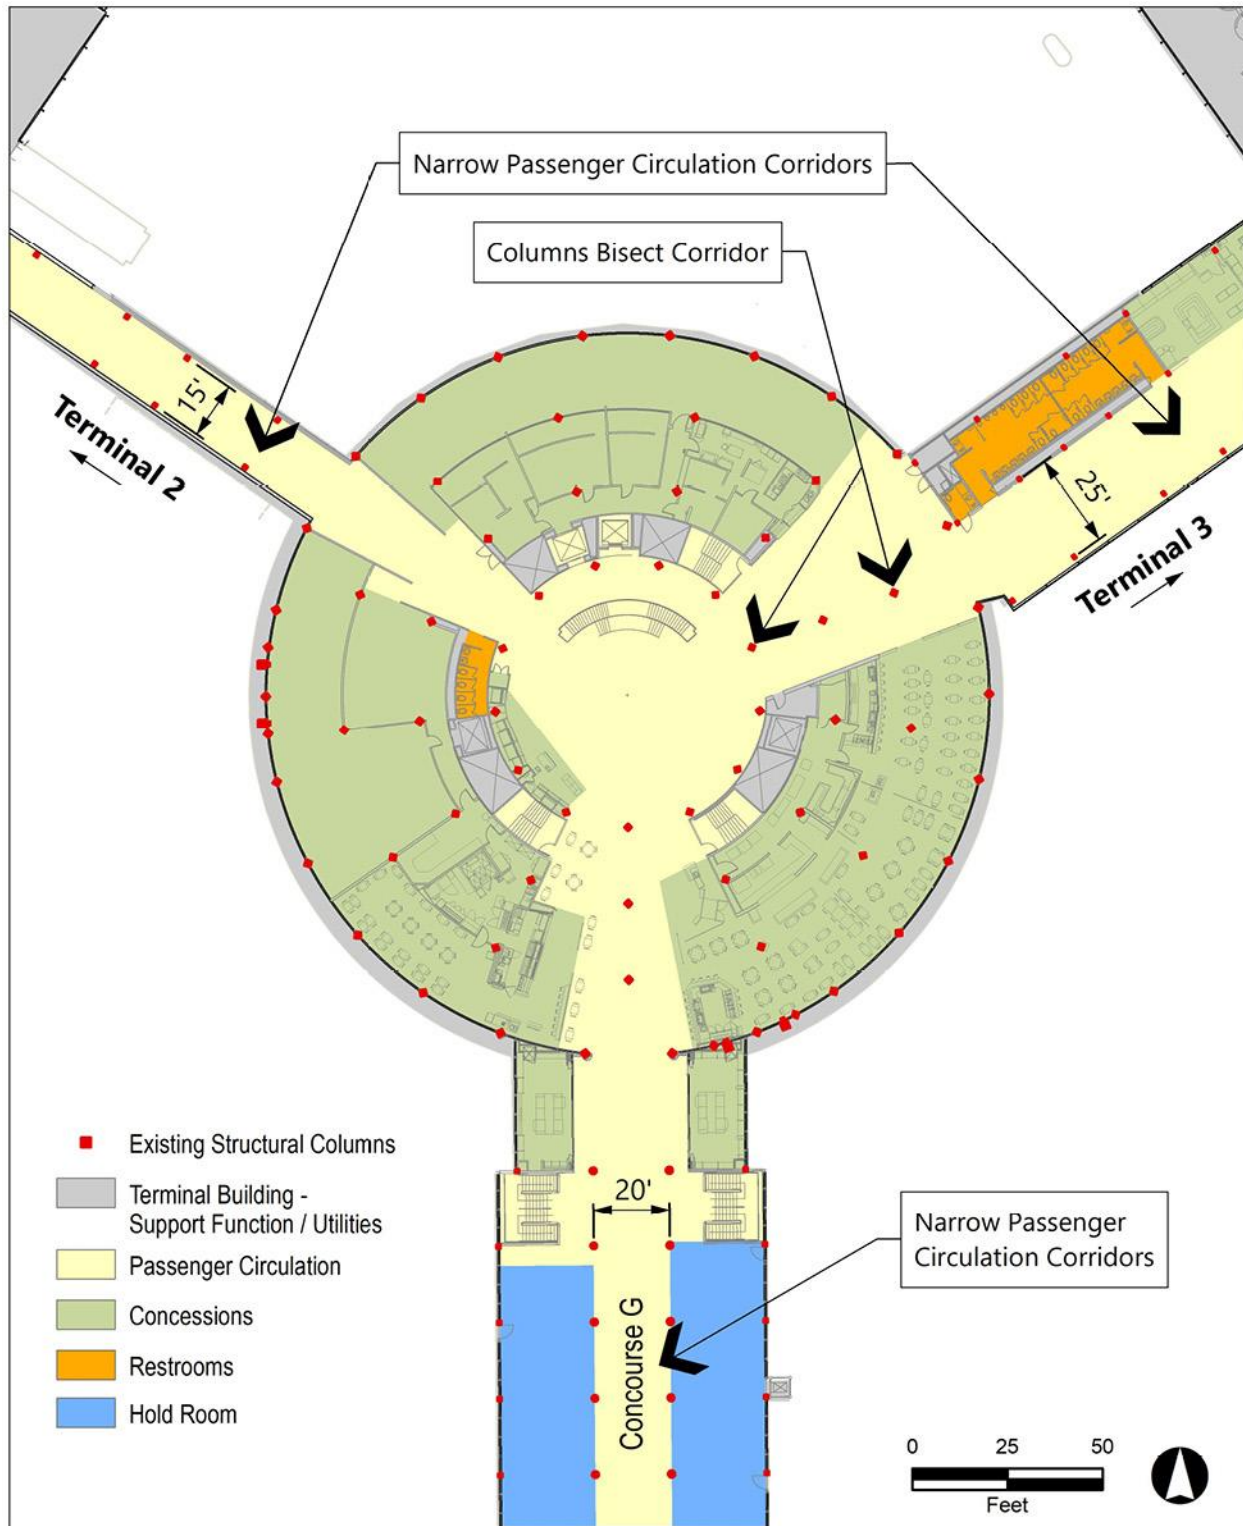 Narrow Passenger Circulation Corridors
Columns Bisect Corridor
15'
Terminal 2
25'
Terminal 3
20'
Narrow Passenger
Circulation Corridors
Concourse G
Existing Structural Columns
Terminal Building -
Support Function / Utilities
Passenger Circulation
Concessions
Restrooms
Hold Room
0 25 50
Feet